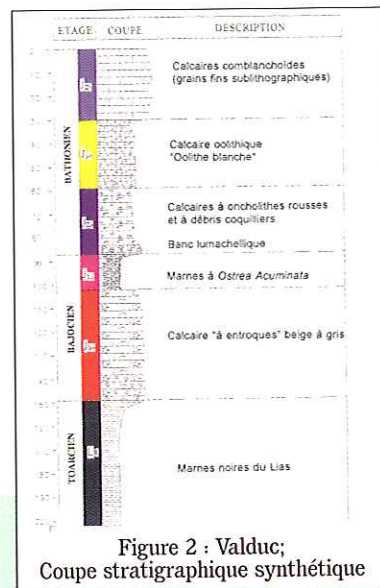 ETAGE COUPE DESCRIPTION
Calcaires comblanchoïdes
(grains fins sublithographiques)
BATHONIEN
Calcaire oolithique
"Oolithe blanche"
Calcaires à oncholithes rousses
et à débris coquilliers
Banc lumachellique
Marnes à Ostrea Acuminata
BAJOCIEN
Calcaire "à entroques" beige à gris
TOARCIEN
Marnes noires du Lias
Figure 2 : Valduc;
Coupe stratigraphique synthétique